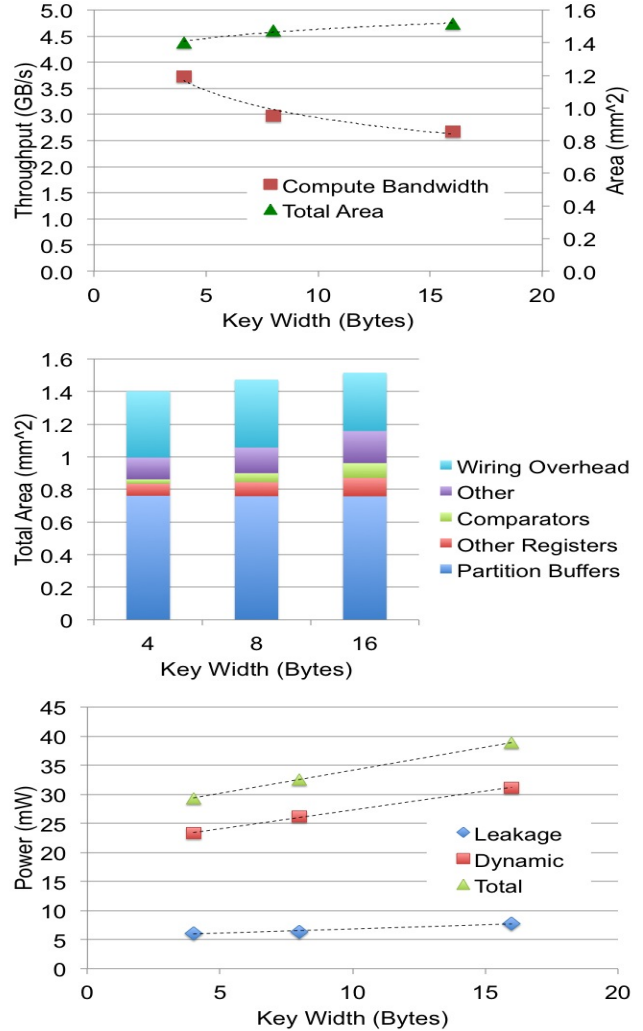 5.0
4.5
4.0
3.5
3.0
2.5
2.0
1.5
1.0
0.5
0.0
Throughput (GB/s)
1.6
1.4
1.2
1.0
0.8
0.6
0.4
0.2
0.0
Area (mm^2)
Compute Bandwidth
Total Area
0 5 10 15 20
Key Width (Bytes)
1.6
1.4
1.2
1
0.8
0.6
0.4
0.2
0
Total Area (mm^2)
Wiring Overhead
Other
Comparators
Other Registers
Partition Buffers
4 8 16
Key Width (Bytes)
45
40
35
30
25
20
15
10
5
0
Power (mW)
Leakage
Dynamic
Total
0 5 10 15 20
Key Width (Bytes)